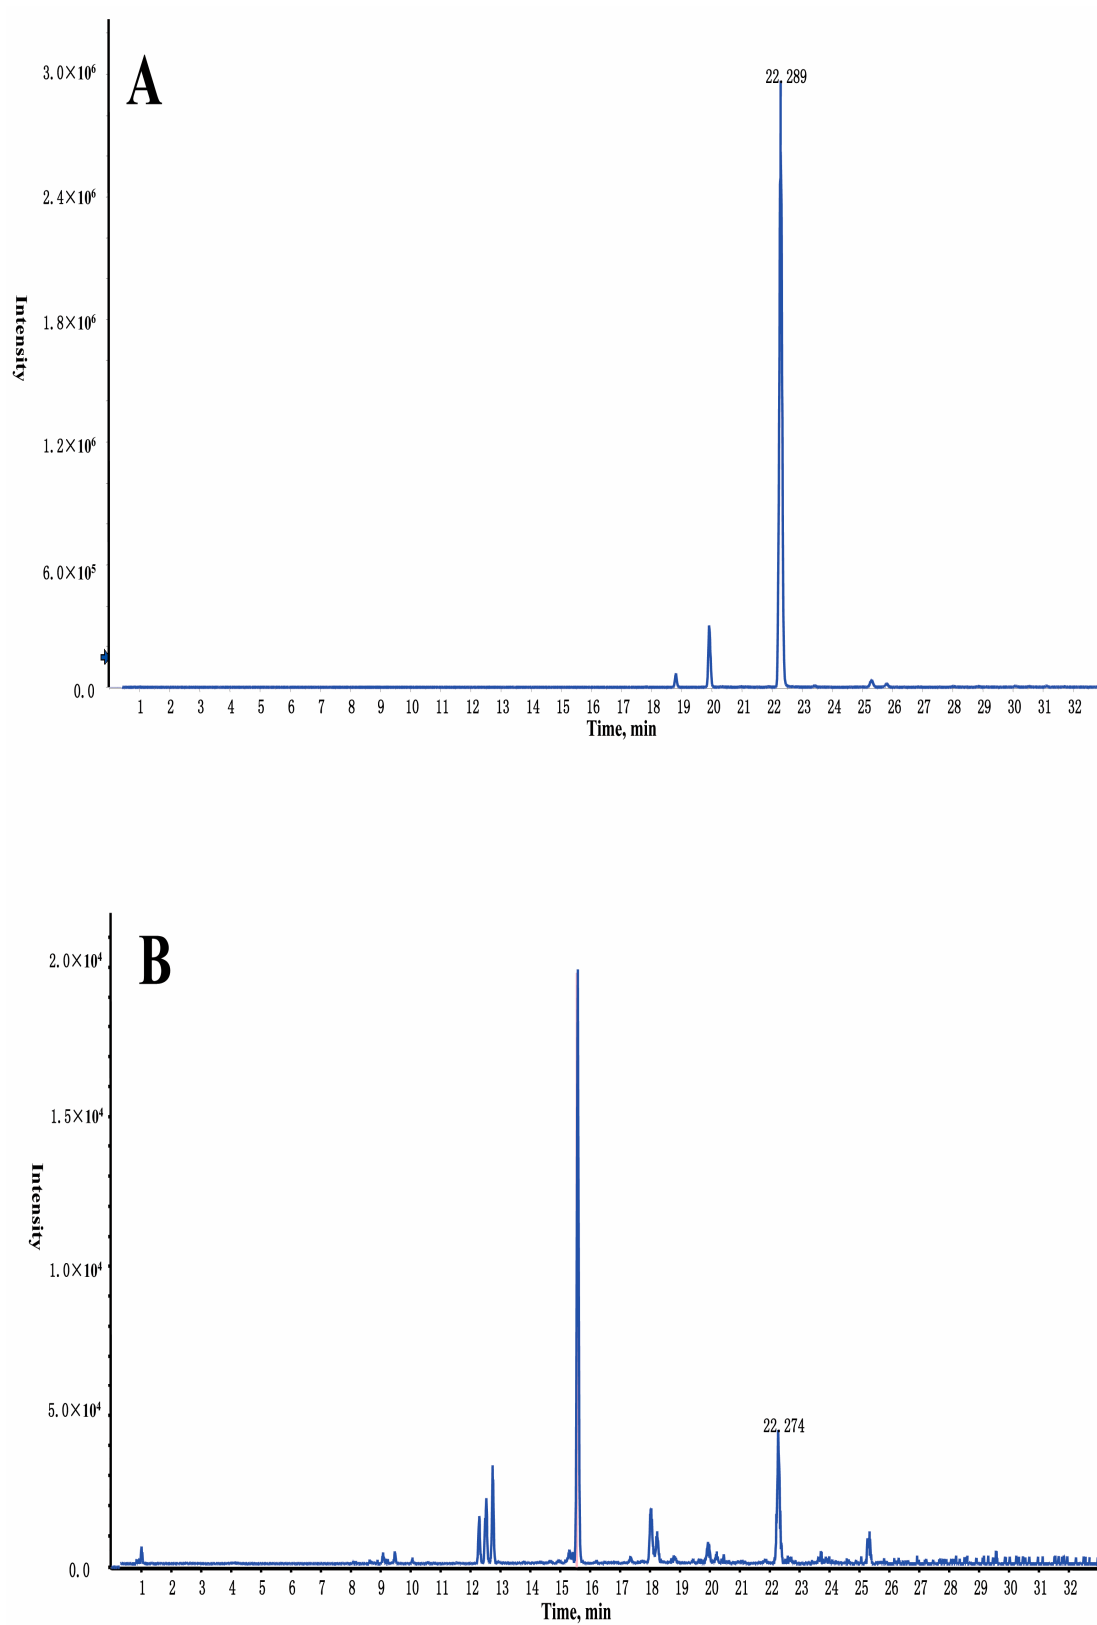 A
22.289
3.0×10⁶
2.4×10⁶
1.8×10⁶
1.2×10⁶
6.0×10⁵
0.0
Intensity
1 2 3 4 5 6 7 8 9 10 11 12 13 14 15 16 17 18 19 20 21 22 23 24 25 26 27 28 29 30 31 32
Time, min
B
22.274
2.0×10⁴
1.5×10⁴
1.0×10⁴
5.0×10⁴
0.0
Intensity
1 2 3 4 5 6 7 8 9 10 11 12 13 14 15 16 17 18 19 20 21 22 23 24 25 26 27 28 29 30 31 32
Time, min